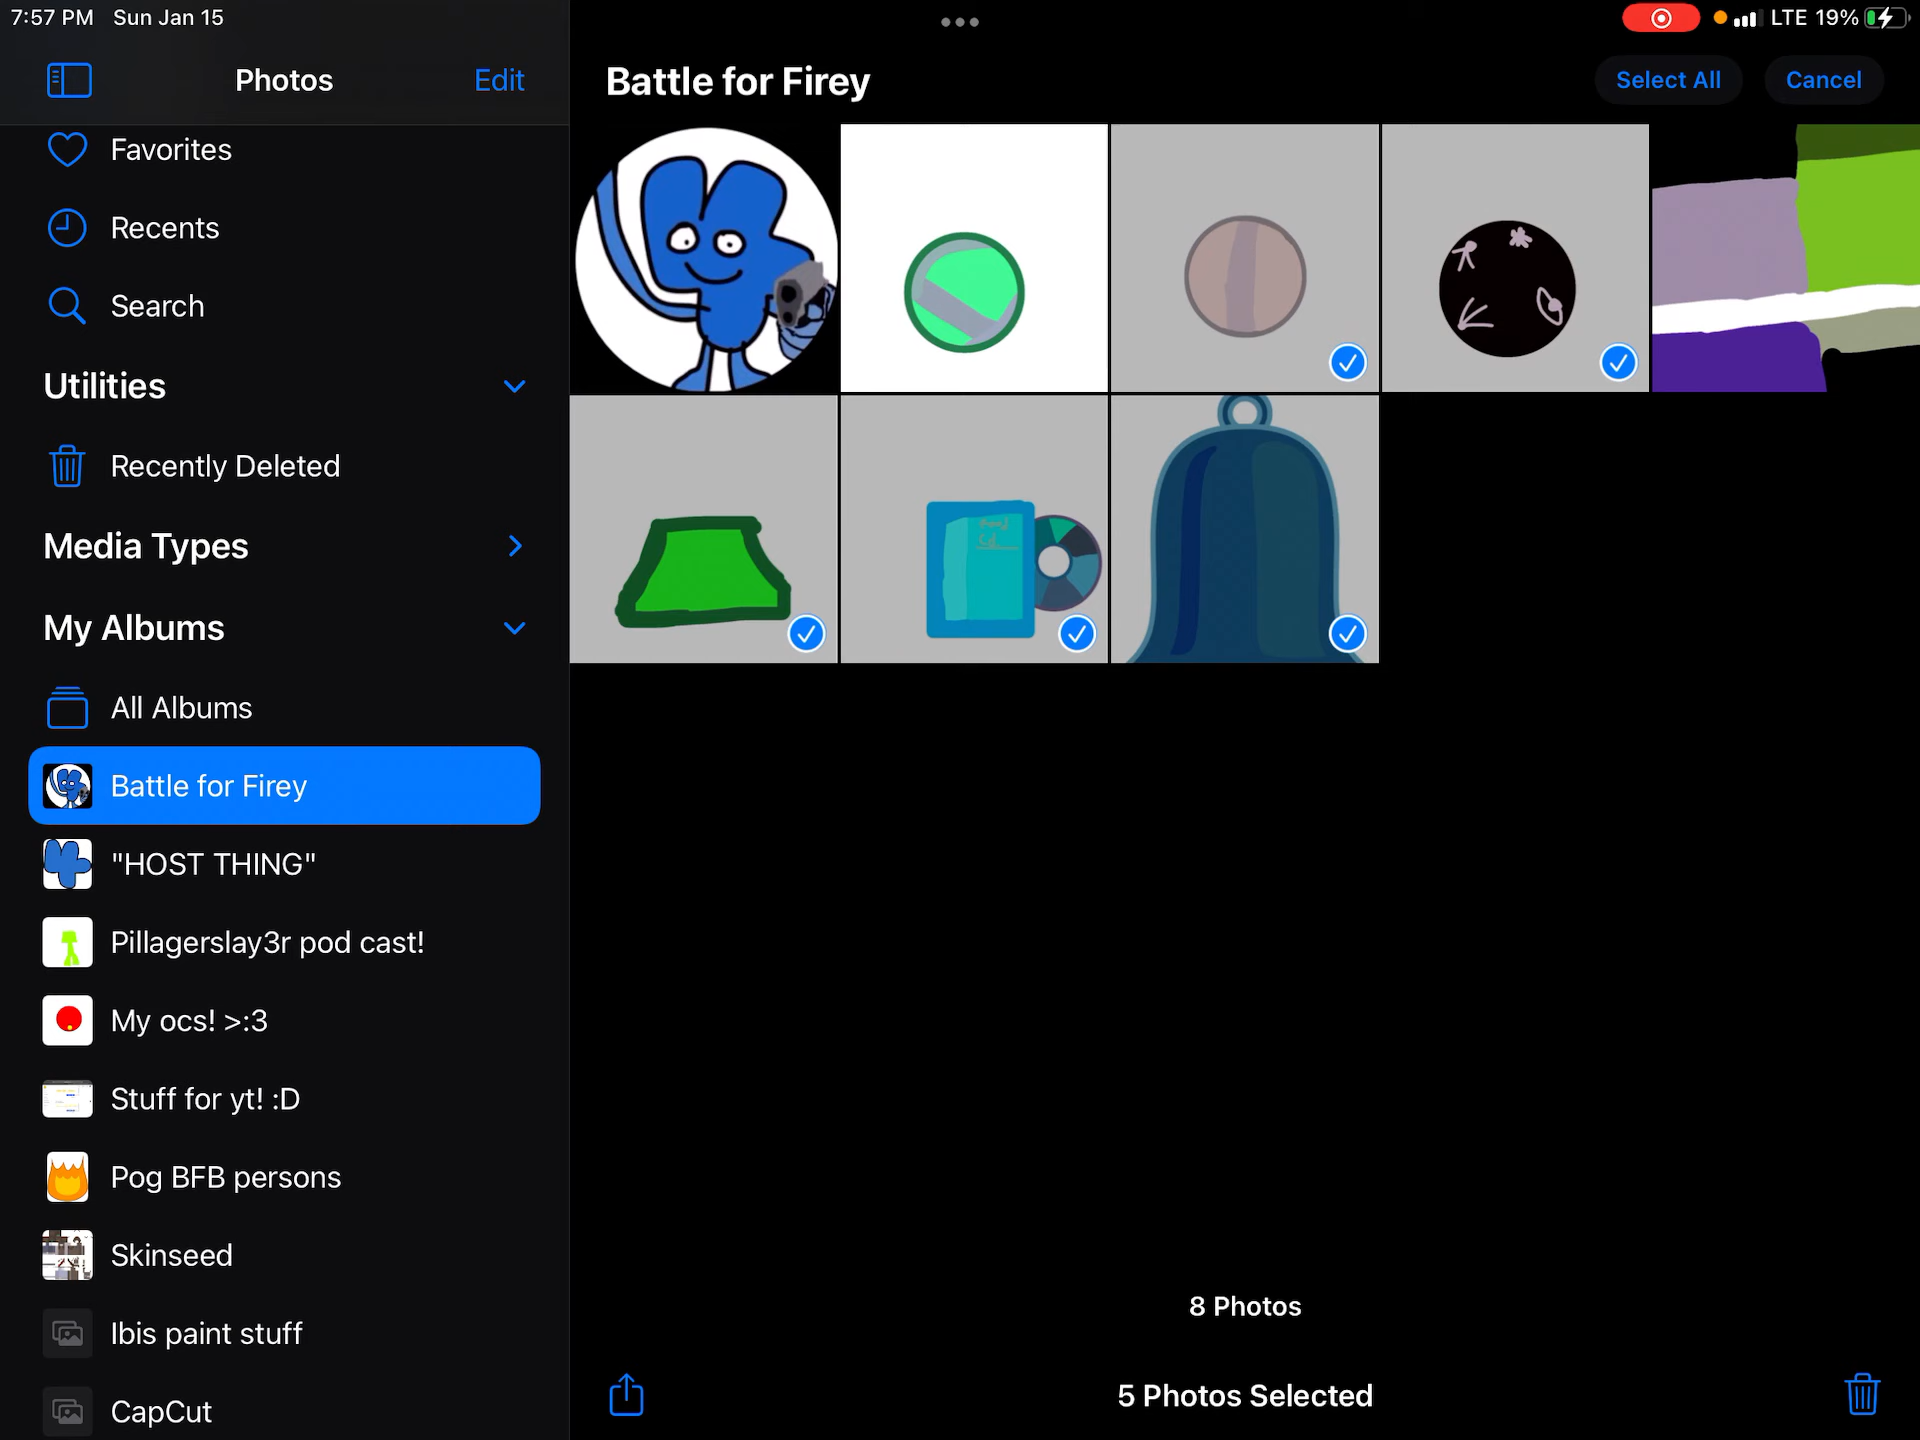 7:57 PM Sun Jan 15
LTE 19%
Photos
Edit
Favorites
Recents
Search
Utilities
Recently Deleted
Media Types
My Albums
All Albums
Battle for Firey
"HOST THING"
Pillagerslay3r pod cast!
My ocs! >:3
Stuff for yt! :D
Pog BFB persons
Skinseed
Ibis paint stuff
CapCut
Battle for Firey
Select All
Cancel
8 Photos
5 Photos Selected